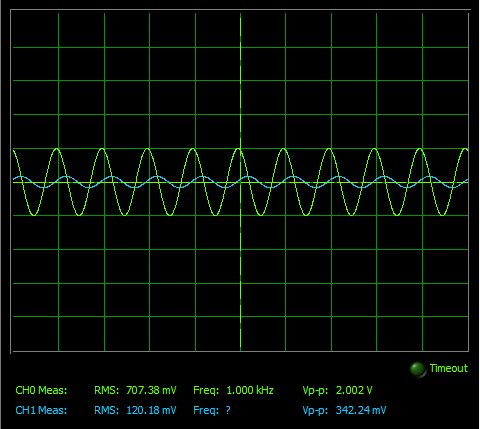 Timeout
CH0 Meas: RMS: 707.38 mV Freq: 1.000 kHz Vp-p: 2.002 V
CH1 Meas: RMS: 120.18 mV Freq: ? Vp-p: 342.24 mV